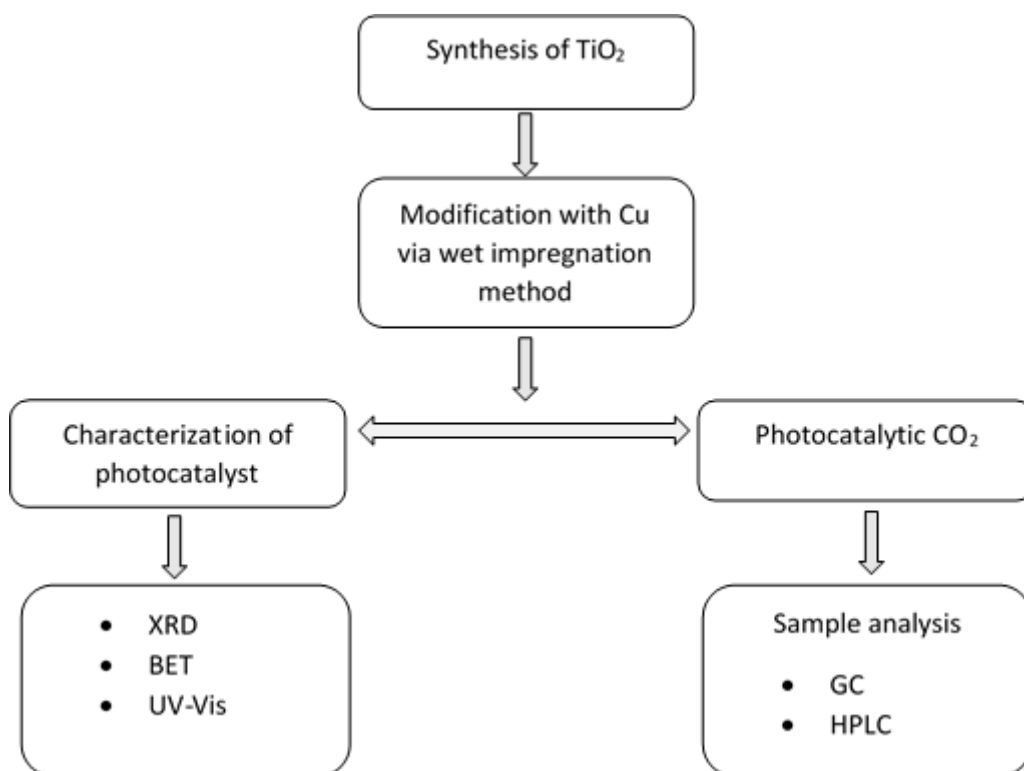 Synthesis of TiO₂
Modification with Cu
via wet impregnation
method
Characterization of
photocatalyst
Photocatalytic CO₂
• XRD
• BET
• UV-Vis
Sample analysis
• GC
• HPLC